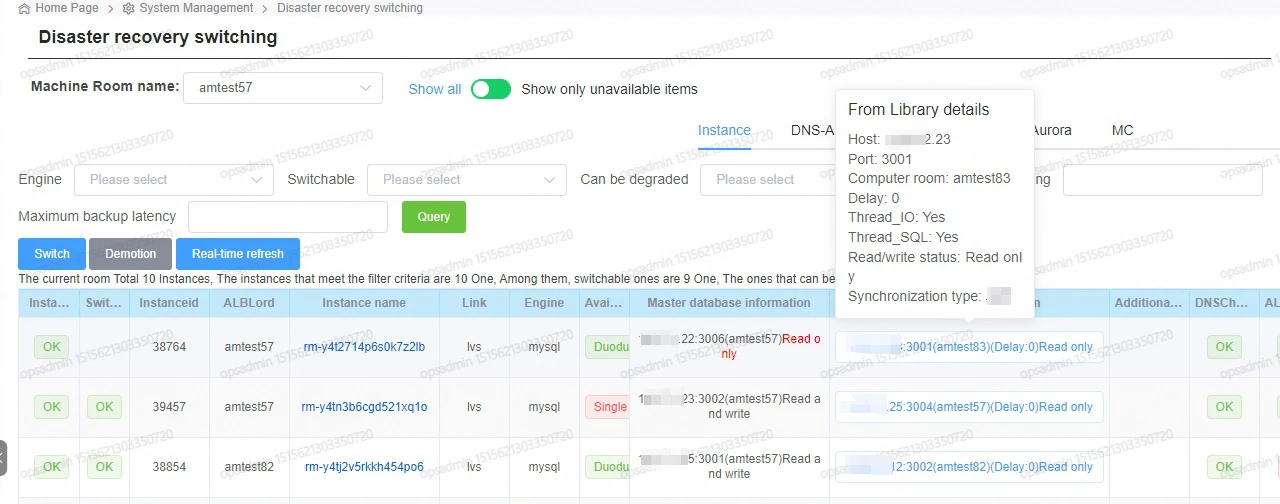 Home Page > System Management > Disaster recovery switching
Disaster recovery switching
Machine Room name: amtest57 Show all Show only unavailable items
Instance DNS-A Aurora MC
Engine Please select Switchable Please select Can be degraded Please select
Maximum backup latency Query
Switch Demotion Real-time refresh
The current room Total 10 Instances, The instances that meet the filter criteria are 10 One, Among them, switchable ones are 9 One, The ones that can be
From Library details
Host: 2.23
Port: 3001
Computer room: amtest83
Delay: 0
Thread_IO: Yes
Thread_SQL: Yes
Read/write status: Read onl
y
Synchronization type:
Insta... Swit... Instanceid ALBLord Instance name Link Engine Avai... Master database information Additiona... DNSCh... AL
OK 38764 amtest57 rm-y4t2714p6s0k7z2lb lvs mysql Duodu .22:3006(amtest57)Read o
nly
:3001(amtest83)(Delay:0)Read only OK
OK OK 39457 amtest57 rm-y4tn3b6cgd521xq1o lvs mysql Single 23:3002(amtest57)Read a
nd write
.25:3004(amtest57)(Delay:0)Read only OK
OK OK 38854 amtest82 rm-y4tj2v5rkkh454po6 lvs mysql Duodu 5:3001(amtest82)Read a
nd write
12:3002(amtest82)(Delay:0)Read only OK
opsadmin 151562130335072​0